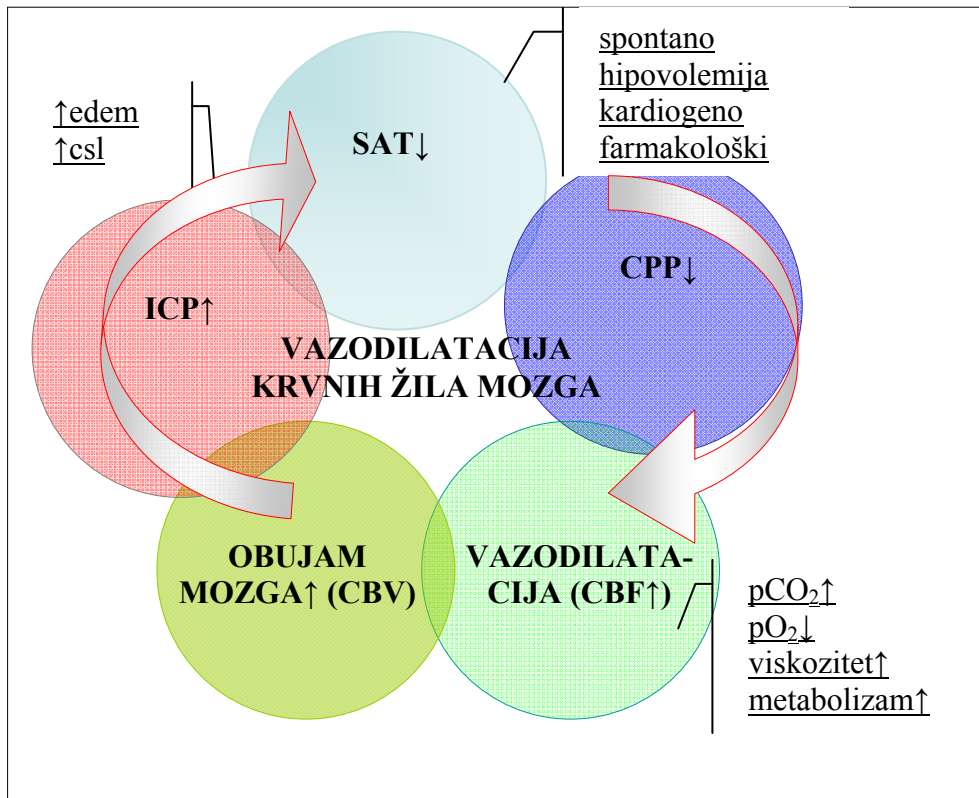 spontano
hipovolemija
kardiogeno
farmakološki
↑edem
↑csl
SAT↓
CPP↓
ICP↑
VAZODILATACIJA
KRVNIH ŽILA MOZGA
OBUJAM
MOZGA↑ (CBV)
VAZODILATA-
CIJA (CBF↑)
pCO₂↑
pO₂↓
viskozitet↑
metabolizam↑